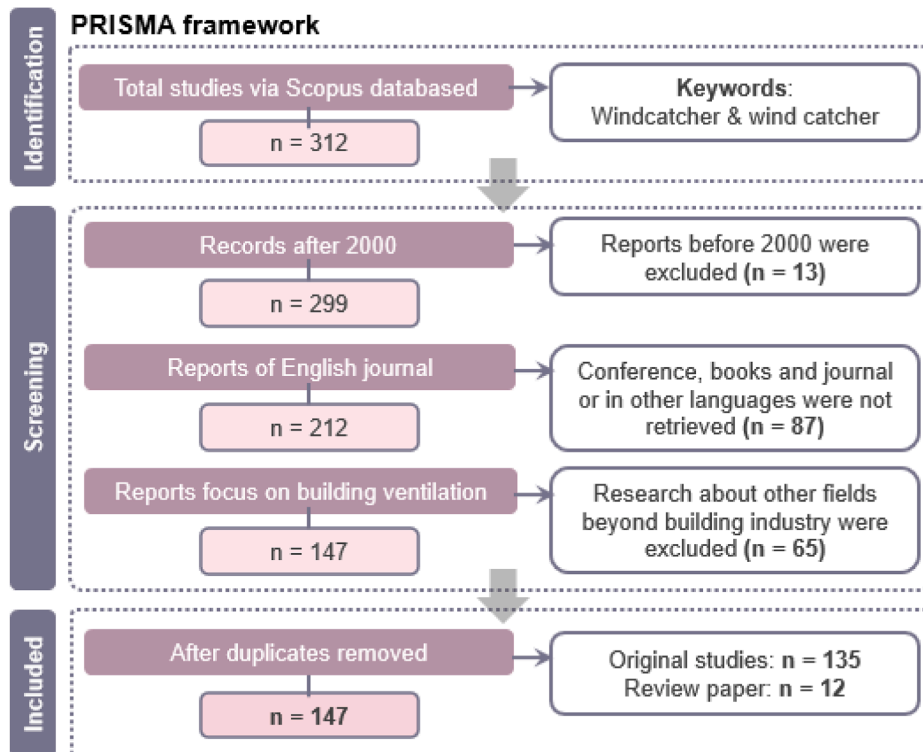 PRISMA framework
Identification
Total studies via Scopus databased
n = 312
Keywords:
Windcatcher & wind catcher
Screening
Records after 2000
n = 299
Reports before 2000 were
excluded (n = 13)
Reports of English journal
n = 212
Conference, books and journal
or in other languages were not
retrieved (n = 87)
Reports focus on building ventilation
n = 147
Research about other fields
beyond building industry were
excluded (n = 65)
Included
After duplicates removed
n = 147
Original studies: n = 135
Review paper: n = 12